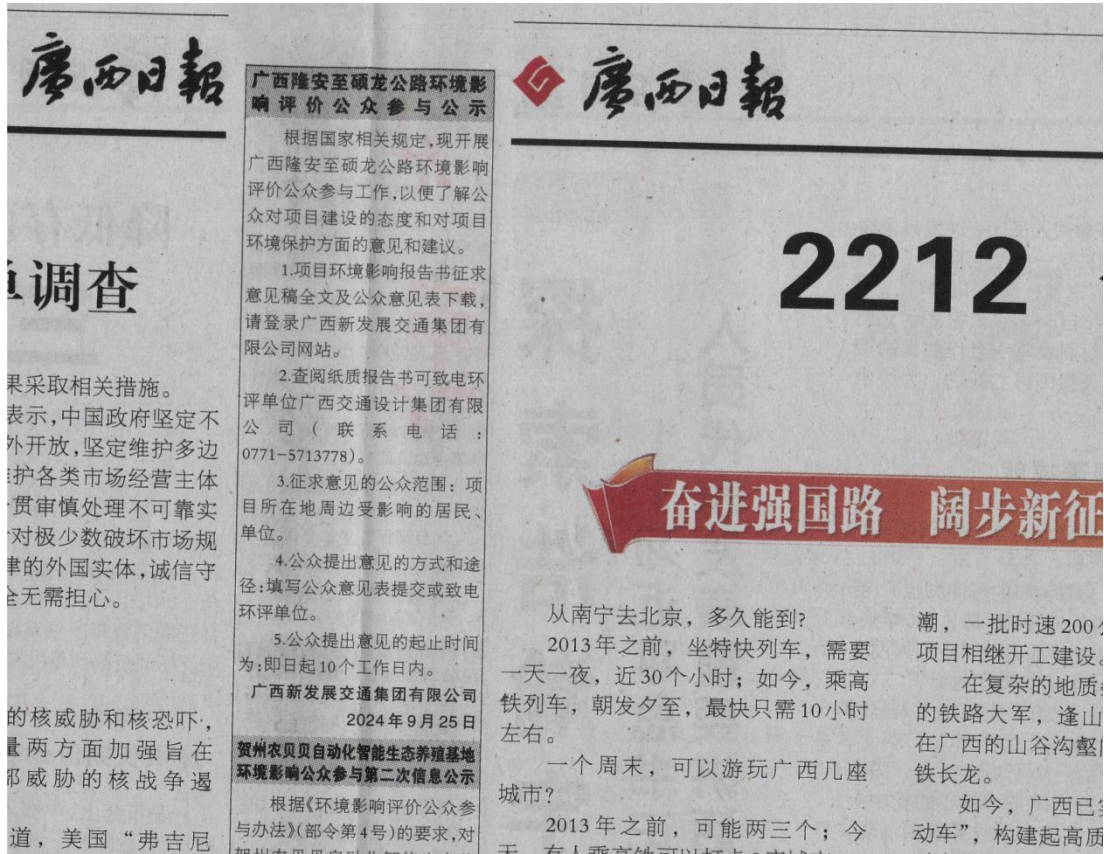 廣西日報
皁调查
果采取相关措施。
表示,中国政府坚定不
外开放,坚定维护多边
护各类市场经营主体
贯审慎处理不可靠实
对极少数破坏市场规
律的外国实体,诚信守
全无需担心。
的核威胁和核恐吓,
量两方面加强旨在
威胁的核战争遏
道，美国“弗吉尼
广西隆安至硕龙公路环境影
响评价公众参与公示
根据国家相关规定,现开展
广西隆安至硕龙公路环境影响
评价公众参与工作,以便了解公
众对项目建设的态度和对项目
环境保护方面的意见和建议。
1.项目环境影响报告书征求
意见稿全文及公众意见表下载,
请登录广西新发展交通集团有
限公司网站。
2.查阅纸质报告书可致电环
评单位广西交通设计集团有限
公司(联系电话:
0771-5713778)。
3.征求意见的公众范围：项
目所在地周边受影响的居民、
单位。
4.公众提出意见的方式和途
径:填写公众意见表提交或致电
环评单位。
5.公众提出意见的起止时间
为:即日起10个工作日内。
广西新发展交通集团有限公司
2024年9月25日
贺州农贝贝自动化智能生态养殖基地
环境影响公众参与第二次信息公示
根据《环境影响评价公众参
与办法》(部令第4号)的要求,对
廣西日報
2212
奋进强国路 阔步新征
从南宁去北京，多久能到?
2013年之前，坐特快列车，需要
一天一夜，近30个小时；如今，乘高
铁列车，朝发夕至，最快只需10小时
左右。
一个周末，可以游玩广西几座
城市?
2013年之前，可能两三个；今
潮，一批时速200
项目相继开工建设。
在复杂的地质
的铁路大军，逢山
在广西的山谷沟壑
铁长龙。
如今，广西已
动车”，构建起高质